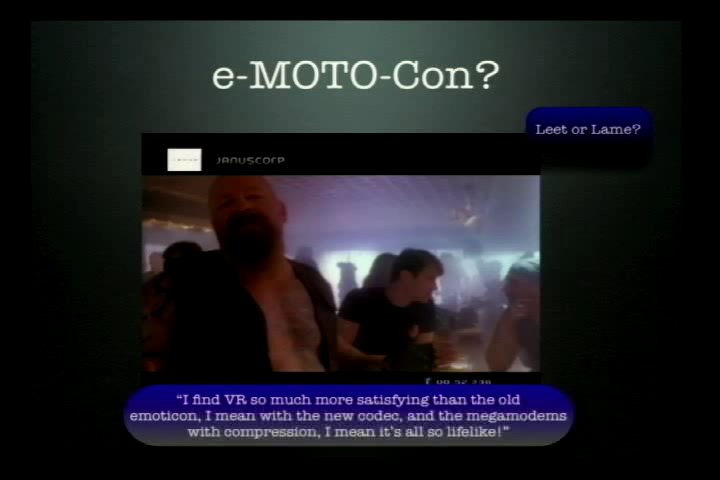 e-MOTO-Con?
Leet or Lame?
JANUSCORP
“I find VR so much more satisfying than the old
emoticon, I mean with the new codec, and the megamodems
with compression, I mean it's all so lifelike!”